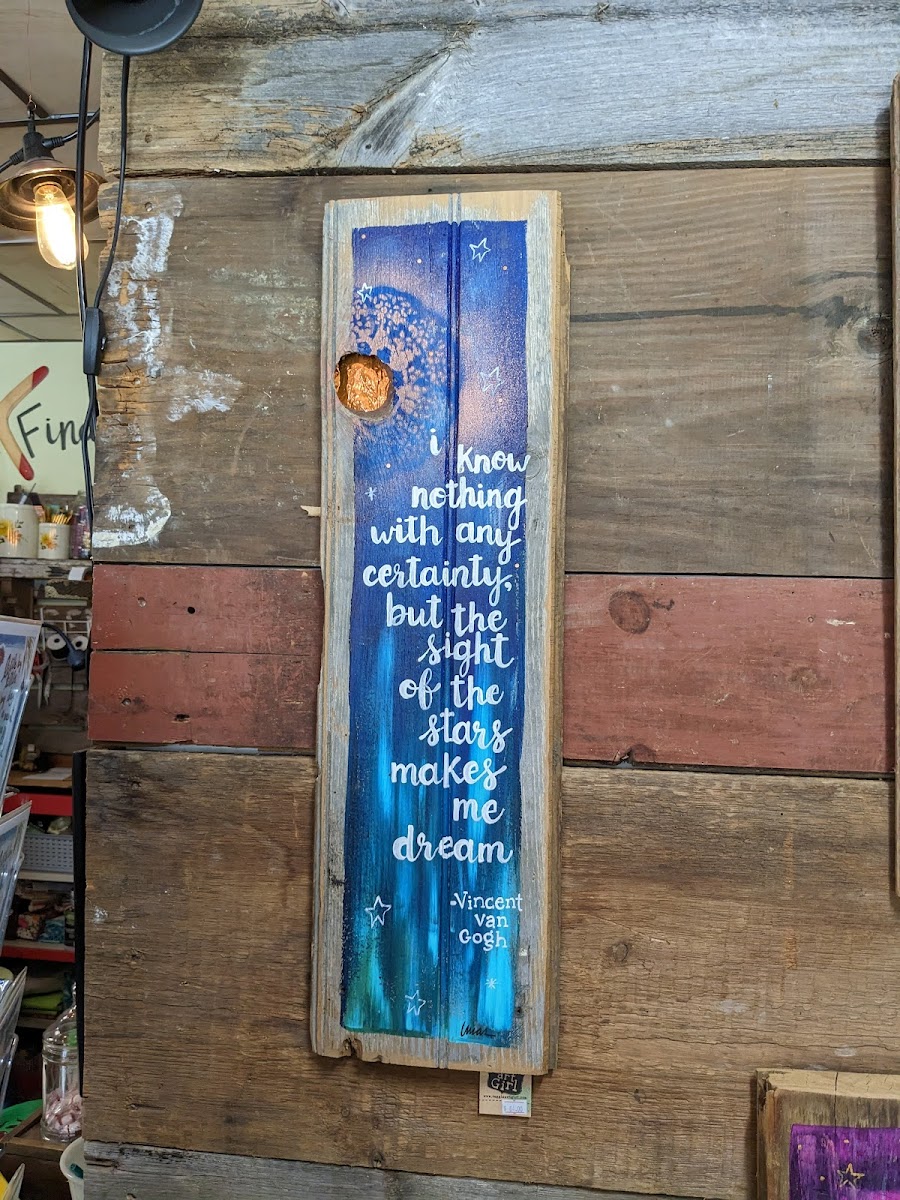 i
know
nothing
with any
certainty,
but the
sight
of the
stars
makes
me
dream
-Vincent
van
Gogh
Find
art
Girl